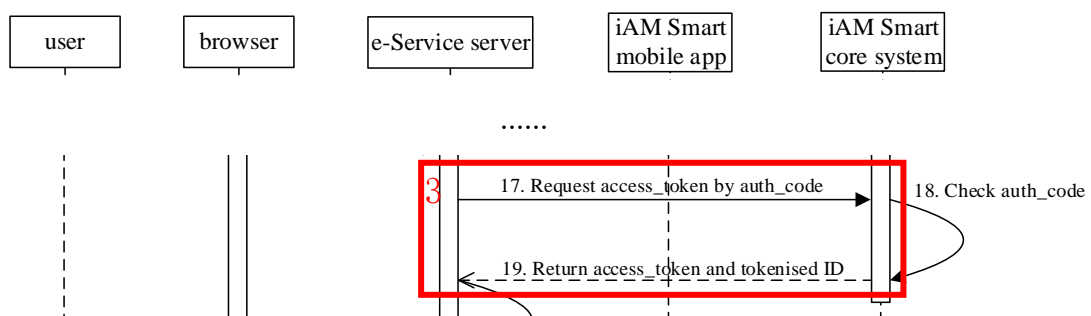 user
browser
e-Service server
iAM Smart
mobile app
iAM Smart
core system
......
3
17. Request access_token by auth_code
18. Check auth_code
19. Return access_token and tokenised ID